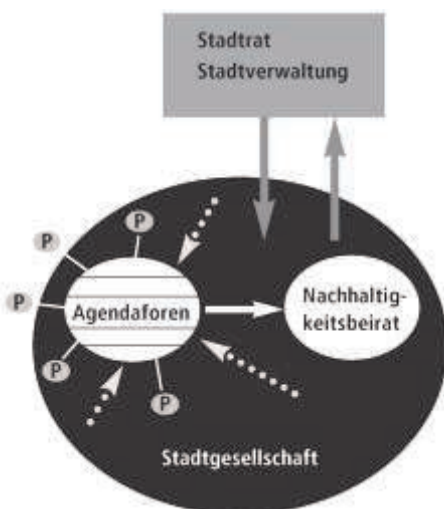 Stadtrat
Stadtverwaltung
P
P
P
Agendaforen
Nachhaltig-
keitsbeirat
P
P
Stadtgesellschaft